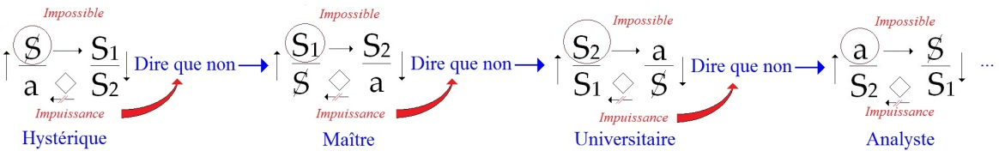 Impossible Impossible Impossible Impossible
$ S1 S1 S2 S2 a a $
Dire que non Dire que non Dire que non ...
a S2 $ a S1 $ S2 S1
Impuissance Impuissance Impuissance Impuissance
Hystérique Maître Universitaire Analyste